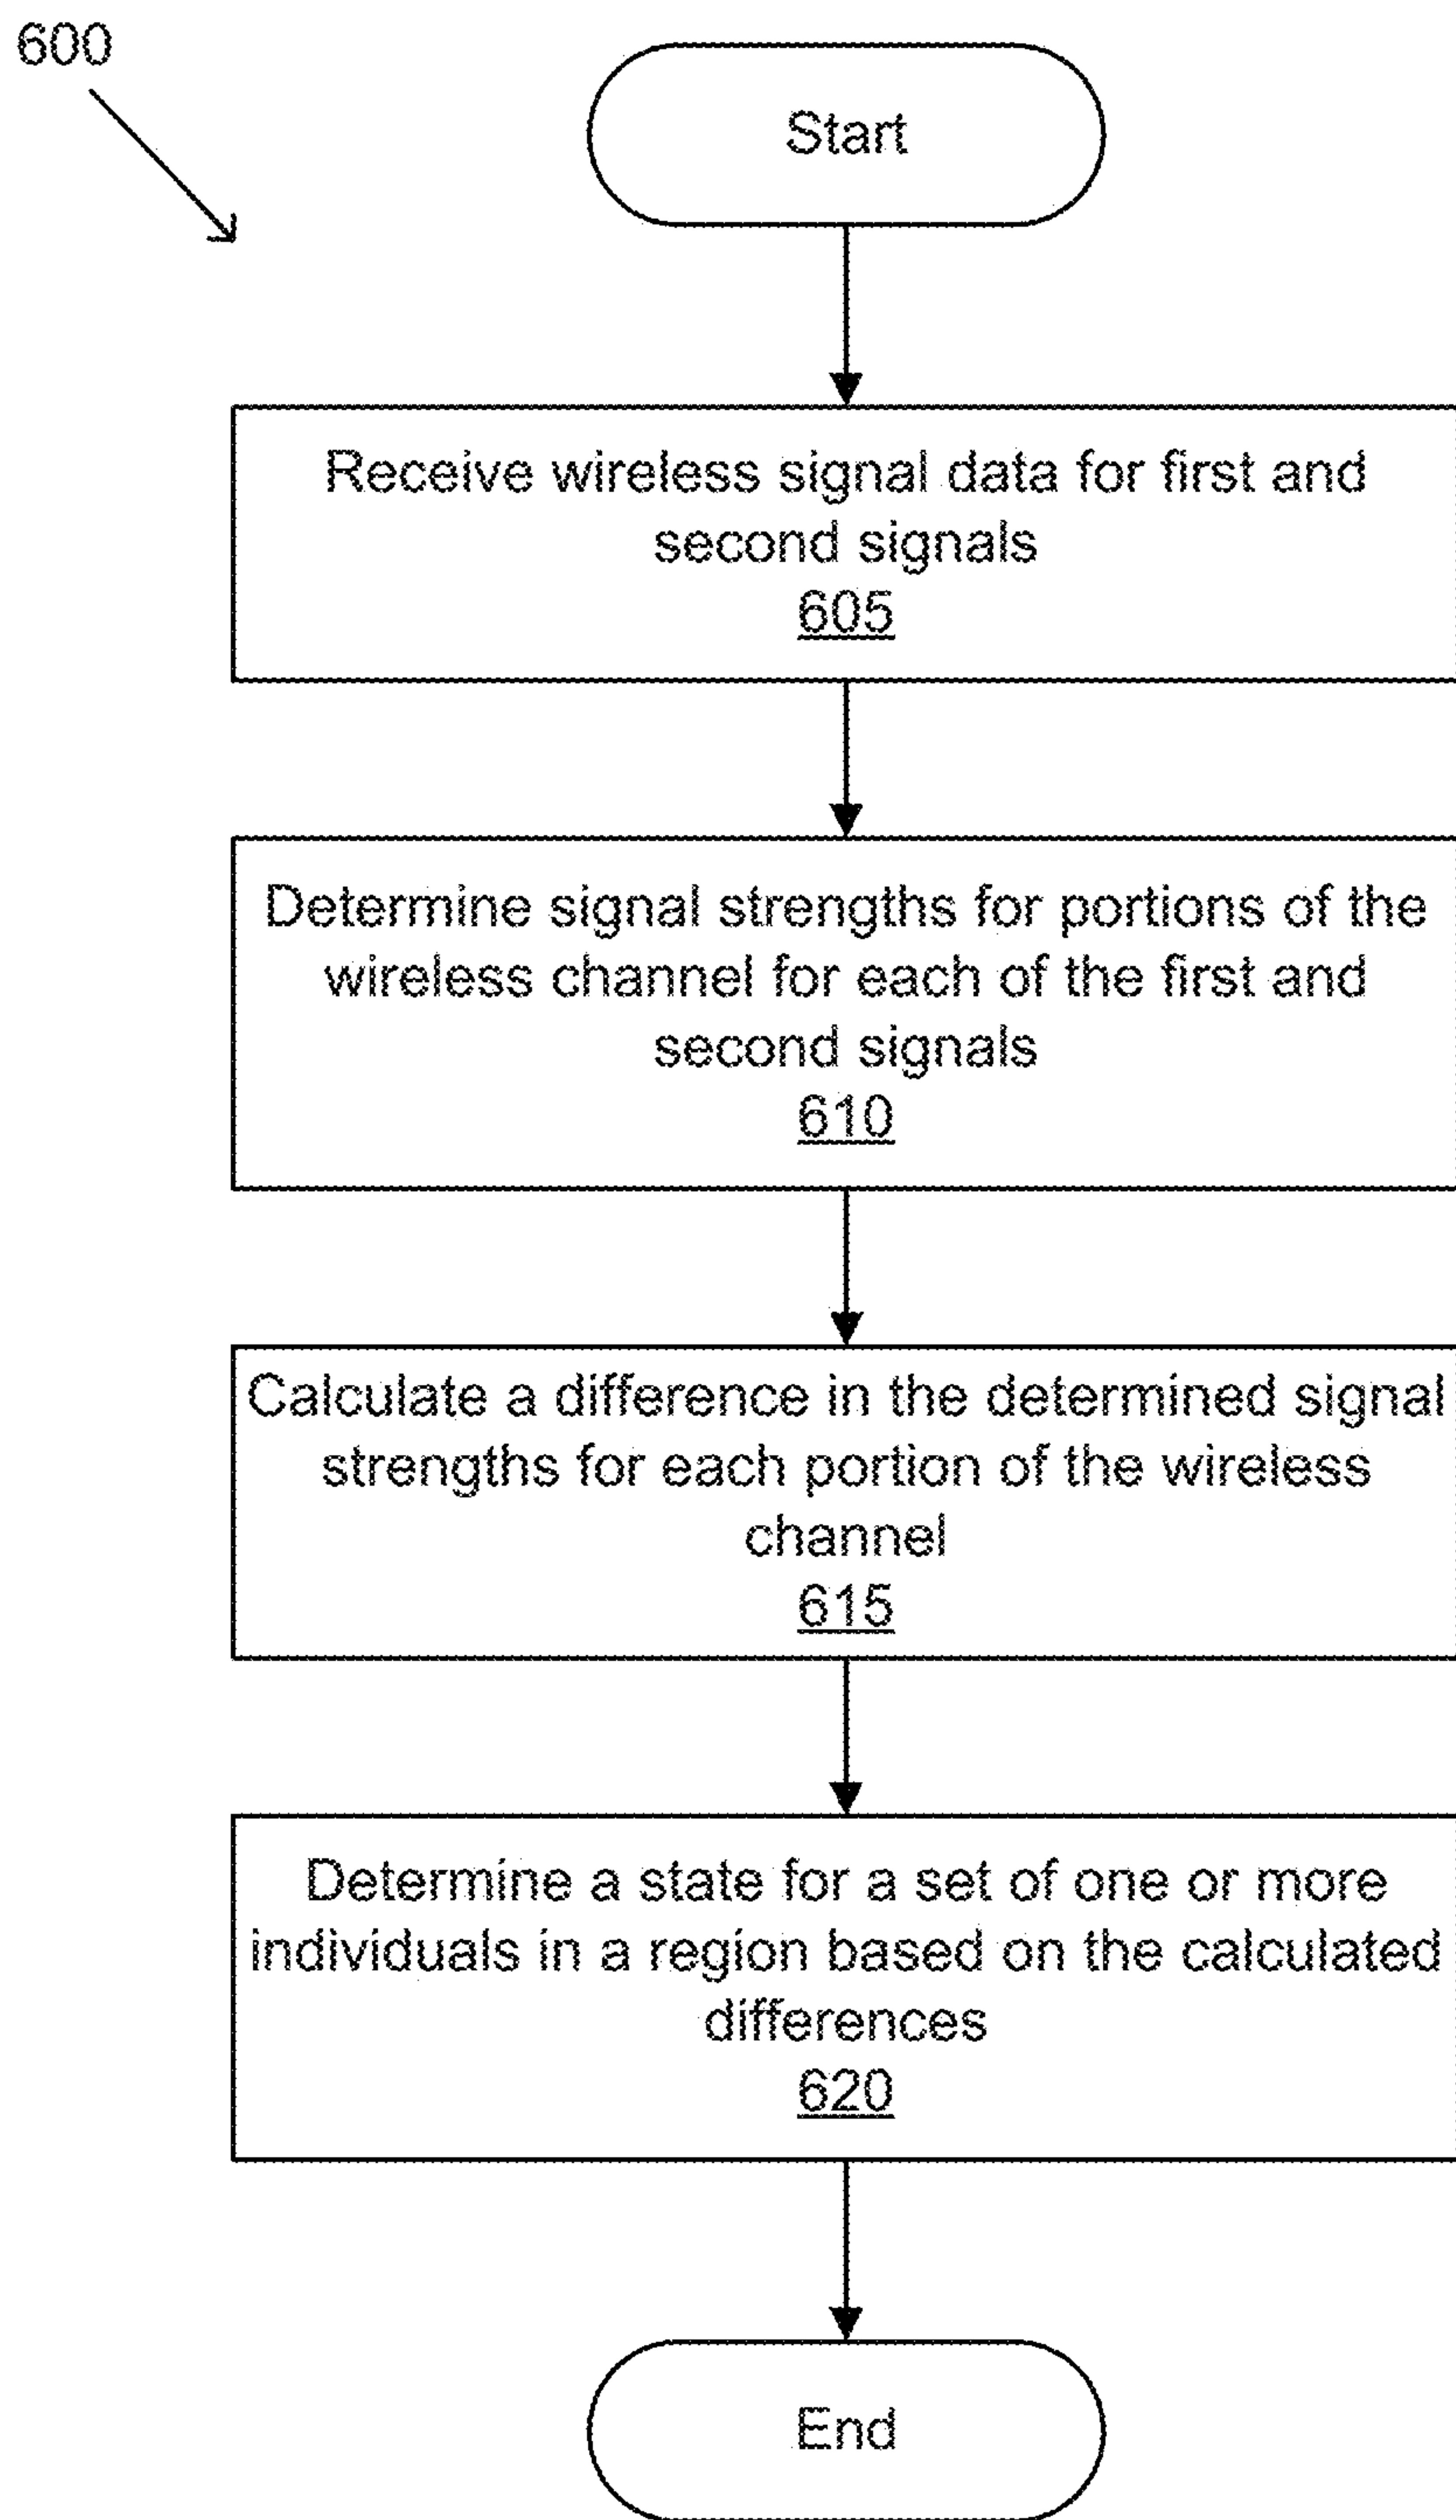 600
Start
Receive wireless signal data for first and
second signals
605
Determine signal strengths for portions of the
wireless channel for each of the first and
second signals
610
Calculate a difference in the determined signal
strengths for each portion of the wireless
channel
615
Determine a state for a set of one or more
individuals in a region based on the calculated
differences
620
End